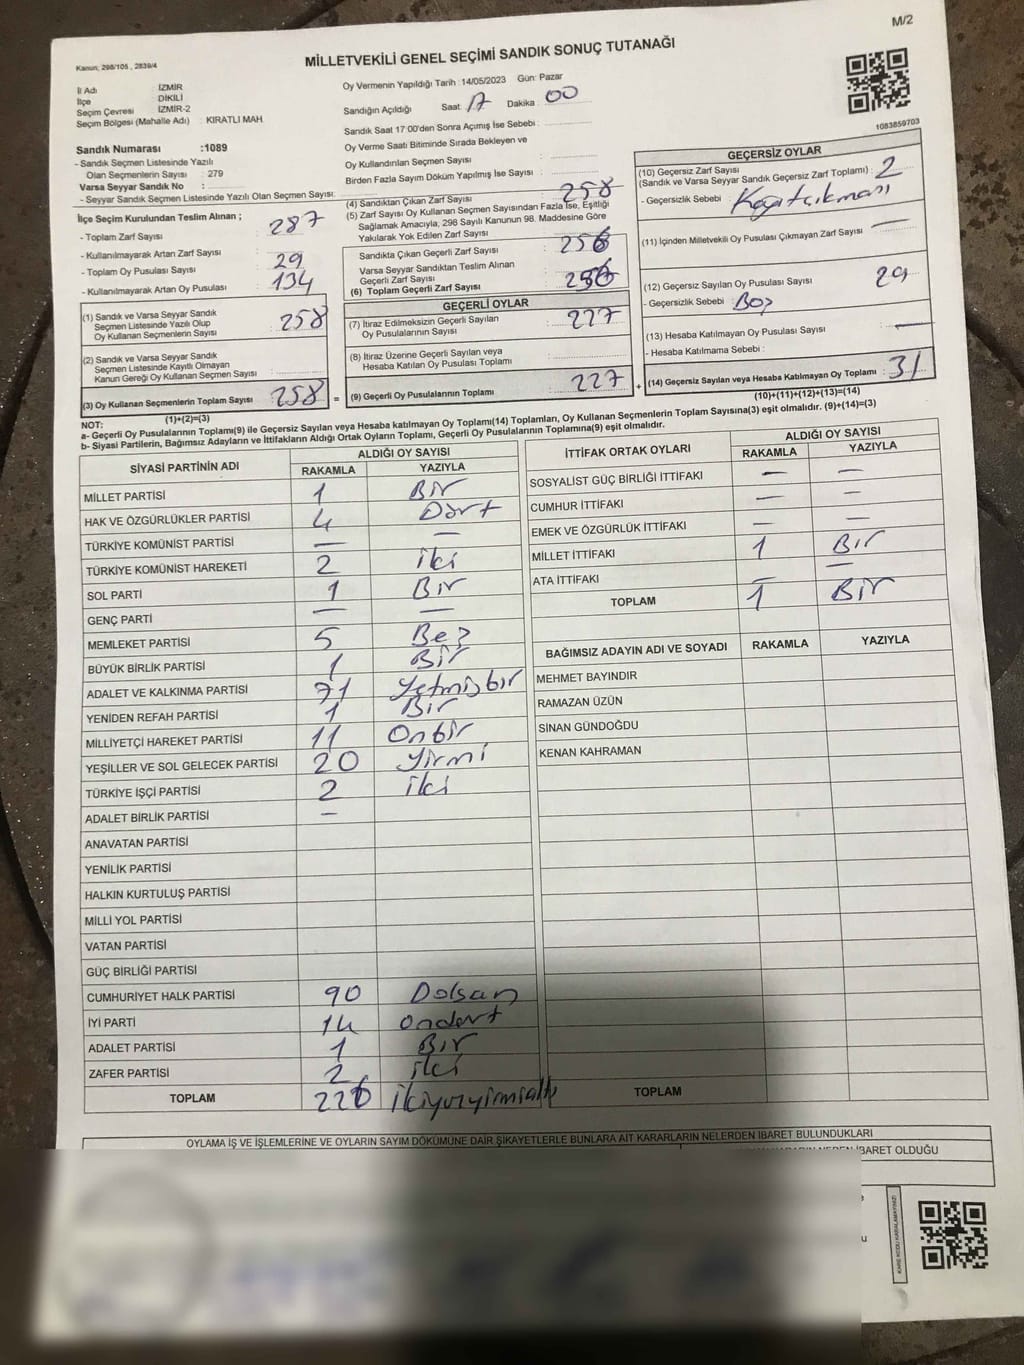 M/2
Kanun; 298/105 , 2839/4
MİLLETVEKİLİ GENEL SEÇİMİ SANDIK SONUÇ TUTANAĞI
İl Adı : İZMİR
İlçe : DİKİLİ
Seçim Çevresi : İZMİR-2
Seçim Bölgesi (Mahalle Adı) : KIRATLI MAH.
Sandık Numarası :1089
- Sandık Seçmen Listesinde Yazılı
Olan Seçmenlerin Sayısı : 279
Varsa Seyyar Sandık No :
- Seyyar Sandık Seçmen Listesinde Yazılı Olan Seçmen Sayısı:
İlçe Seçim Kurulundan Teslim Alınan ;
- Toplam Zarf Sayısı : 287
- Kullanılmayarak Artan Zarf Sayısı : 29
- Toplam Oy Pusulası Sayısı :
- Kullanılmayarak Artan Oy Pusulası : 134
(1) Sandık ve Varsa Seyyar Sandık
Seçmen Listesinde Yazılı Olup
Oy Kullanan Seçmenlerin Sayısı : 258
(2) Sandık ve Varsa Seyyar Sandık
Seçmen Listesinde Kayıtlı Olmayan
Kanun Gereği Oy Kullanan Seçmen Sayısı :
(3) Oy Kullanan Seçmenlerin Toplam Sayısı : 258
(1)+(2)=(3)
Oy Vermenin Yapıldığı Tarih :14/05/2023 Gün: Pazar
Sandığın Açıldığı Saat : 17 Dakika : 00
Sandık Saat 17:00'den Sonra Açımış İse Sebebi :
Oy Verme Saati Bitiminde Sırada Bekleyen ve
Oy Kullandırılan Seçmen Sayısı :
Birden Fazla Sayım Döküm Yapılmış İse Sayısı :
(4) Sandıktan Çıkan Zarf Sayısı : 258
(5) Zarf Sayısı Oy Kullanan Seçmen Sayısından Fazla İse, Eşitliği
Sağlamak Amacıyla, 298 Sayılı Kanunun 98. Maddesine Göre
Yakılarak Yok Edilen Zarf Sayısı :
Sandıkta Çıkan Geçerli Zarf Sayısı : 256
Varsa Seyyar Sandıktan Teslim Alınan
Geçerli Zarf Sayısı :
(6) Toplam Geçerli Zarf Sayısı : 256
GEÇERLİ OYLAR
(7) İtiraz Edilmeksizin Geçerli Sayılan
Oy Pusulalarının Sayısı : 227
(8) İtiraz Üzerine Geçerli Sayılan veya
Hesaba Katılan Oy Pusulası Toplamı :
= (9) Geçerli Oy Pusulalarının Toplamı : 227 +
1083859703
GEÇERSİZ OYLAR
(10) Geçersiz Zarf Sayısı
(Sandık ve Varsa Seyyar Sandık Geçersiz Zarf Toplamı) : 2
- Geçersizlik Sebebi : Kağıtçıkması
(11) İçinden Milletvekili Oy Pusulası Çıkmayan Zarf Sayısı : —
(12) Geçersiz Sayılan Oy Pusulası Sayısı : 29
- Geçersizlik Sebebi : Boş
(13) Hesaba Katılmayan Oy Pusulası Sayısı : —
- Hesaba Katılmama Sebebi :
(14) Geçersiz Sayılan veya Hesaba Katılmayan Oy Toplamı : 31
(10)+(11)+(12)+(13)=(14)
NOT:
a- Geçerli Oy Pusulalarının Toplamı(9) ile Geçersiz Sayılan veya Hesaba katılmayan Oy Toplamı(14) Toplamları, Oy Kullanan Seçmenlerin Toplam Sayısına(3) eşit olmalıdır. (9)+(14)=(3)
b- Siyasi Partilerin, Bağımsız Adayların ve İttifakların Aldığı Ortak Oyların Toplamı, Geçerli Oy Pusulalarının Toplamına(9) eşit olmalıdır.
SİYASİ PARTİNİN ADI ALDIĞI OY SAYISI
RAKAMLA YAZIYLA
MİLLET PARTİSİ 1 Bir
HAK VE ÖZGÜRLÜKLER PARTİSİ 4 Dört
TÜRKİYE KOMÜNİST PARTİSİ — —
TÜRKİYE KOMÜNİST HAREKETİ 2 iki
SOL PARTİ 1 Bir
GENÇ PARTİ — —
MEMLEKET PARTİSİ 5 Beş
BÜYÜK BİRLİK PARTİSİ 1 Bir
ADALET VE KALKINMA PARTİSİ 71 Yetmişbir
YENİDEN REFAH PARTİSİ 1 Bir
MİLLİYETÇİ HAREKET PARTİSİ 11 Onbir
YEŞİLLER VE SOL GELECEK PARTİSİ 20 Yirmi
TÜRKİYE İŞÇİ PARTİSİ 2 iki
ADALET BİRLİK PARTİSİ —
ANAVATAN PARTİSİ
YENİLİK PARTİSİ
HALKIN KURTULUŞ PARTİSİ
MİLLİ YOL PARTİSİ
VATAN PARTİSİ
GÜÇ BİRLİĞİ PARTİSİ
CUMHURİYET HALK PARTİSİ 90 Doksan
İYİ PARTİ 14 ondört
ADALET PARTİSİ 1 Bir
ZAFER PARTİSİ 2 iki
TOPLAM 226 ikiyüzyirmialtı
İTTİFAK ORTAK OYLARI ALDIĞI OY SAYISI
RAKAMLA YAZIYLA
SOSYALİST GÜÇ BİRLİĞİ İTTİFAKI — —
CUMHUR İTTİFAKI — —
EMEK VE ÖZGÜRLÜK İTTİFAKI — —
MİLLET İTTİFAKI 1 Bir
ATA İTTİFAKI — —
TOPLAM 1 Bir
BAĞIMSIZ ADAYIN ADI VE SOYADI RAKAMLA YAZIYLA
MEHMET BAYINDIR
RAMAZAN ÜZÜN
SİNAN GÜNDOĞDU
KENAN KAHRAMAN
TOPLAM
OYLAMA İŞ VE İŞLEMLERİNE VE OYLARIN SAYIM DÖKÜMÜNE DAİR ŞİKAYETLERLE BUNLARA AİT KARARLARIN NELERDEN İBARET BULUNDUKLARI
İBARET OLDUĞU